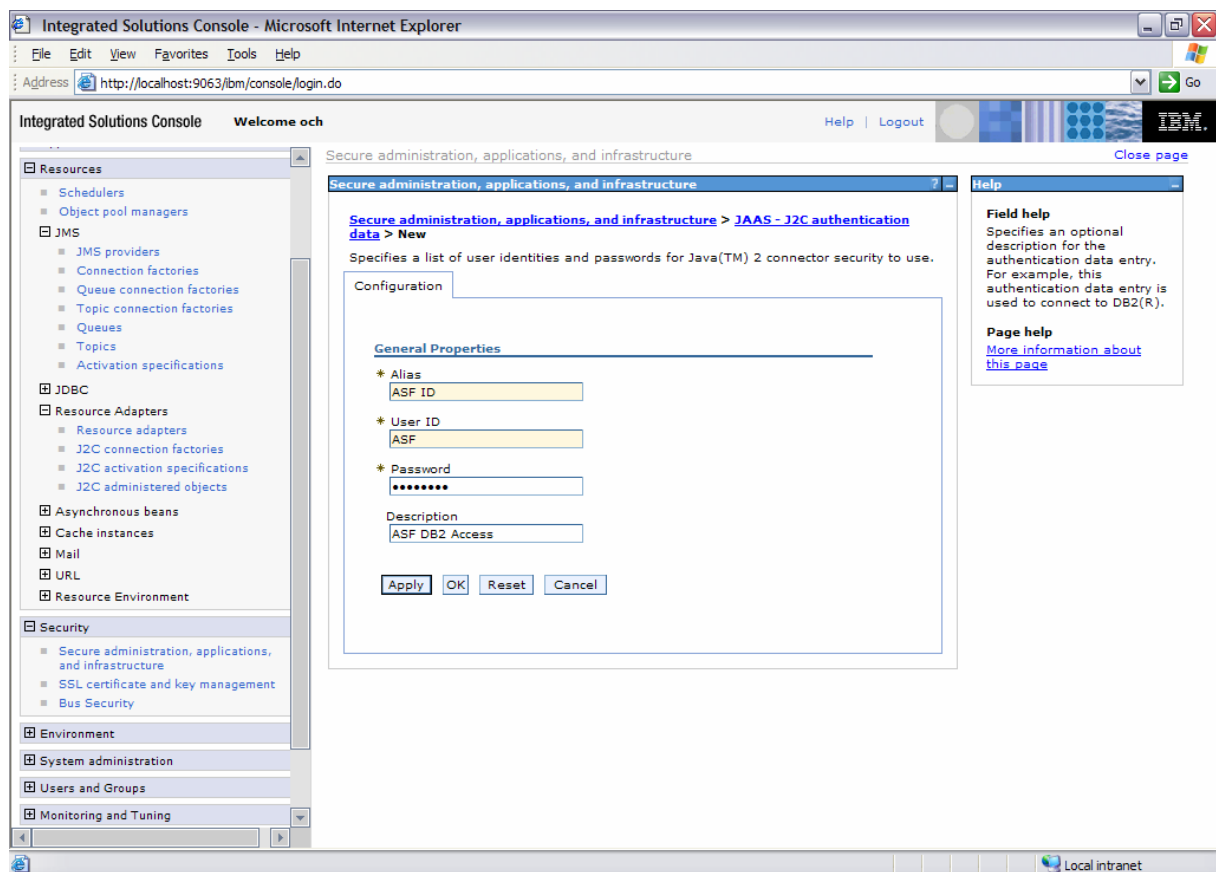 Integrated Solutions Console - Microsoft Internet Explorer
File Edit View Favorites Tools Help
Address http://localhost:9063/ibm/console/login.do Go
Integrated Solutions Console Welcome och Help | Logout IBM.
Resources
Schedulers
Object pool managers
JMS
JMS providers
Connection factories
Queue connection factories
Topic connection factories
Queues
Topics
Activation specifications
JDBC
Resource Adapters
Resource adapters
J2C connection factories
J2C activation specifications
J2C administered objects
Asynchronous beans
Cache instances
Mail
URL
Resource Environment
Security
Secure administration, applications,
and infrastructure
SSL certificate and key management
Bus Security
Environment
System administration
Users and Groups
Monitoring and Tuning
Secure administration, applications, and infrastructure Close page
Secure administration, applications, and infrastructure ? -
Secure administration, applications, and infrastructure > JAAS - J2C authentication
data > New
Specifies a list of user identities and passwords for Java(TM) 2 connector security to use.
Configuration
General Properties
* Alias
ASF ID
* User ID
ASF
* Password
••••••••
Description
ASF DB2 Access
Apply OK Reset Cancel
Help -
Field help
Specifies an optional
description for the
authentication data entry.
For example, this
authentication data entry is
used to connect to DB2(R).
Page help
More information about
this page
Local intranet